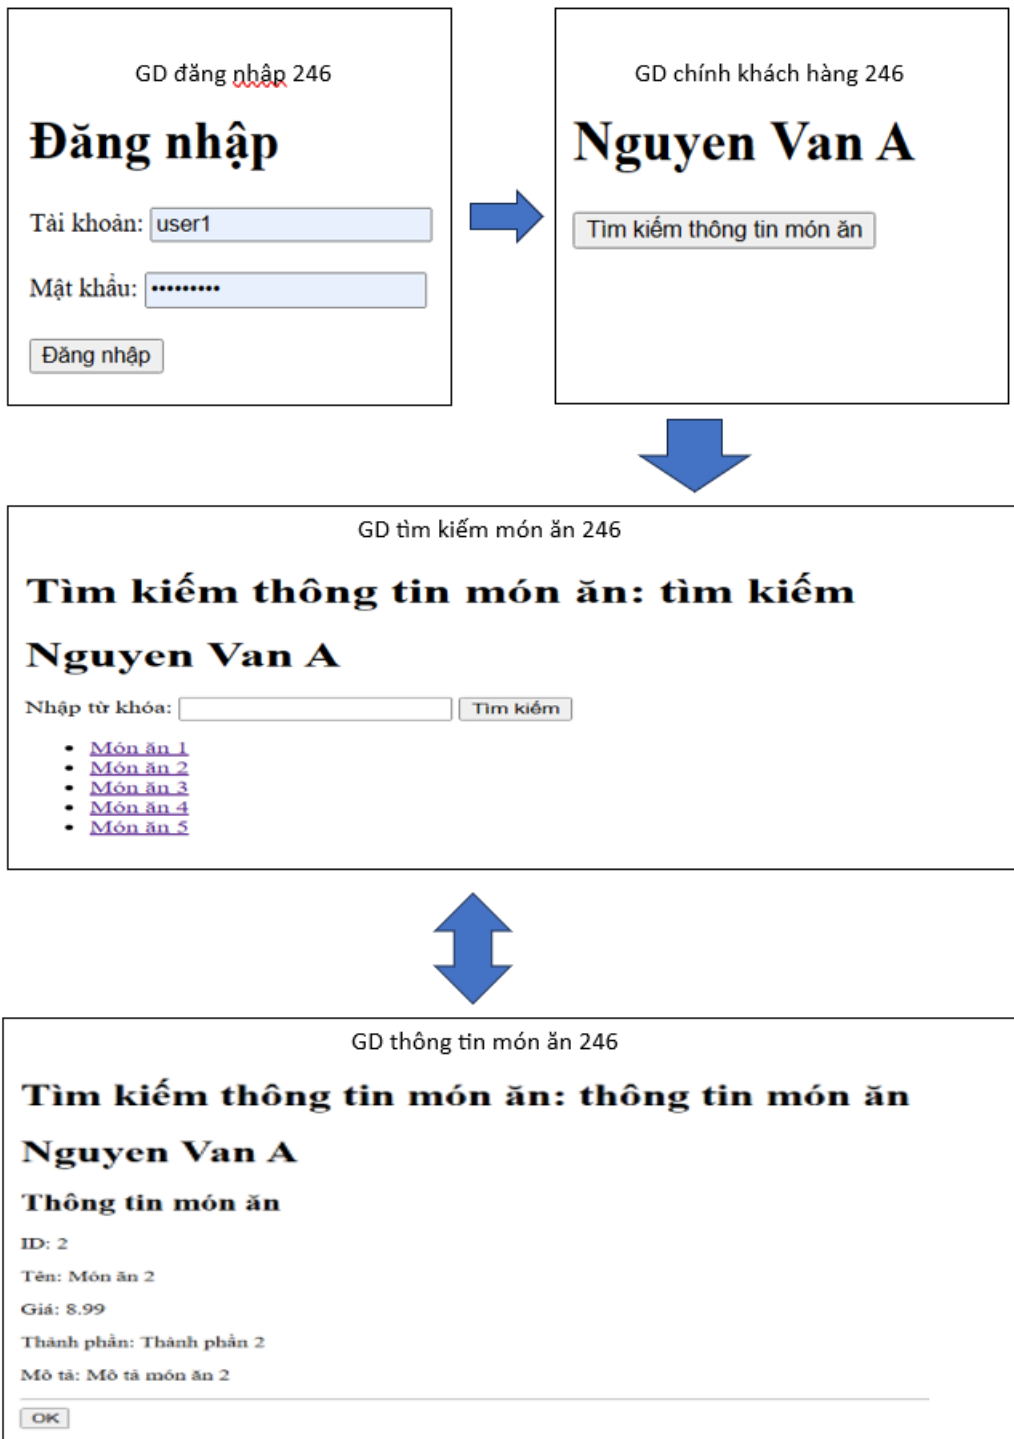 GD đăng nhập 246
Đăng nhập
Tài khoản: user1
Mật khẩu: •••••••••
Đăng nhập
GD chính khách hàng 246
Nguyen Van A
Tìm kiếm thông tin món ăn
GD tìm kiếm món ăn 246
Tìm kiếm thông tin món ăn: tìm kiếm
Nguyen Van A
Nhập từ khóa: Tìm kiếm
• Món ăn 1
• Món ăn 2
• Món ăn 3
• Món ăn 4
• Món ăn 5
GD thông tin món ăn 246
Tìm kiếm thông tin món ăn: thông tin món ăn
Nguyen Van A
Thông tin món ăn
ID: 2
Tên: Món ăn 2
Giá: 8.99
Thành phần: Thành phần 2
Mô tả: Mô tả món ăn 2
OK